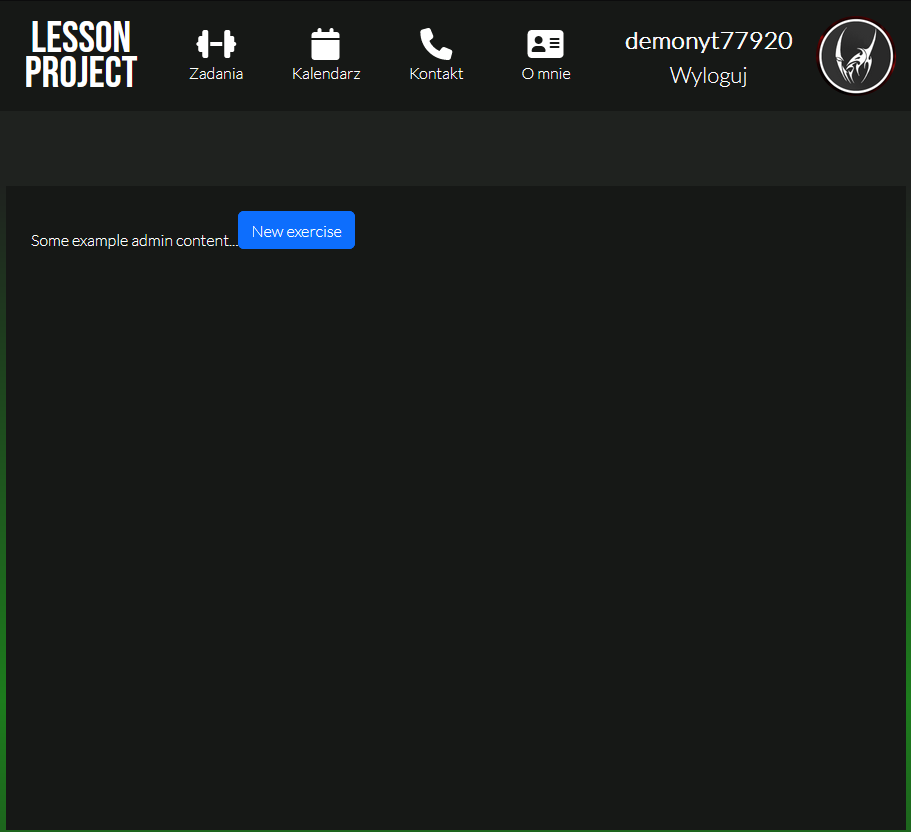 LESSON
PROJECT
Zadania
Kalendarz
Kontakt
O mnie
demonyt77920
Wyloguj
Some example admin content...
New exercise